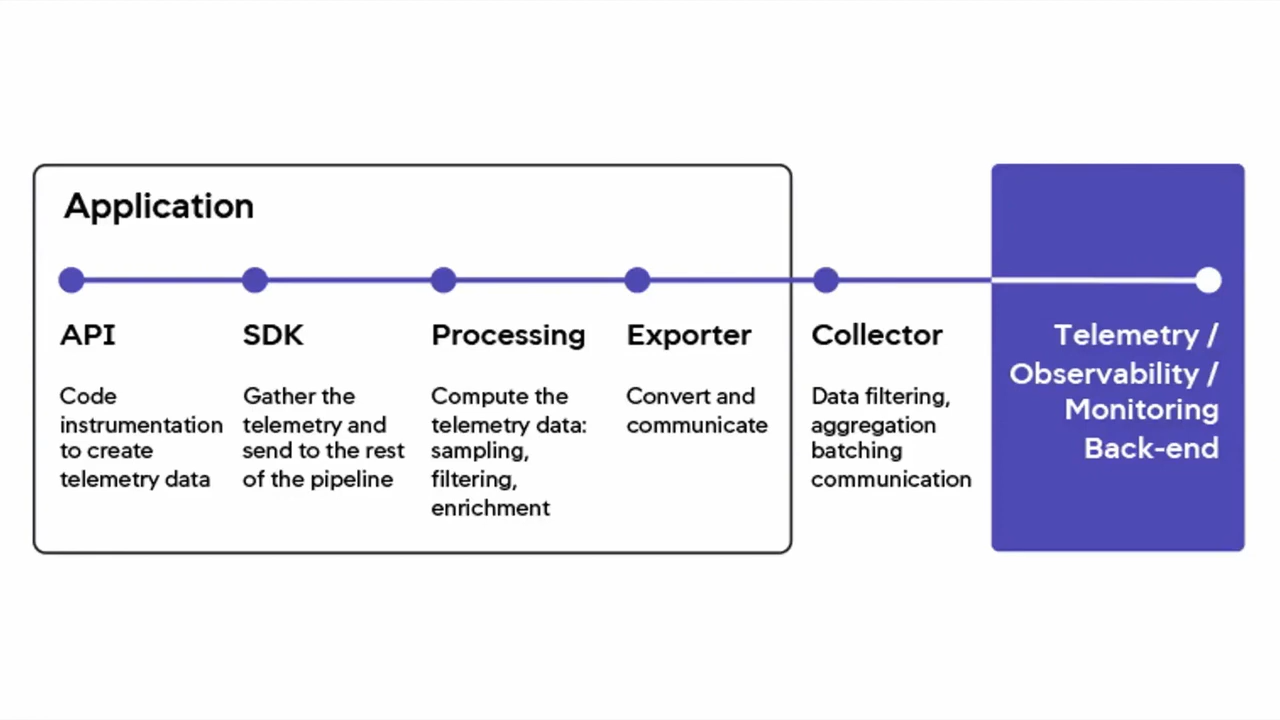 Application
API
Code
instrumentation
to create
telemetry data
SDK
Gather the
telemetry and
send to the rest
of the pipeline
Processing
Compute the
telemetry data:
sampling,
filtering,
enrichment
Exporter
Convert and
communicate
Collector
Data filtering,
aggregation
batching
communication
Telemetry /
Observability /
Monitoring
Back-end